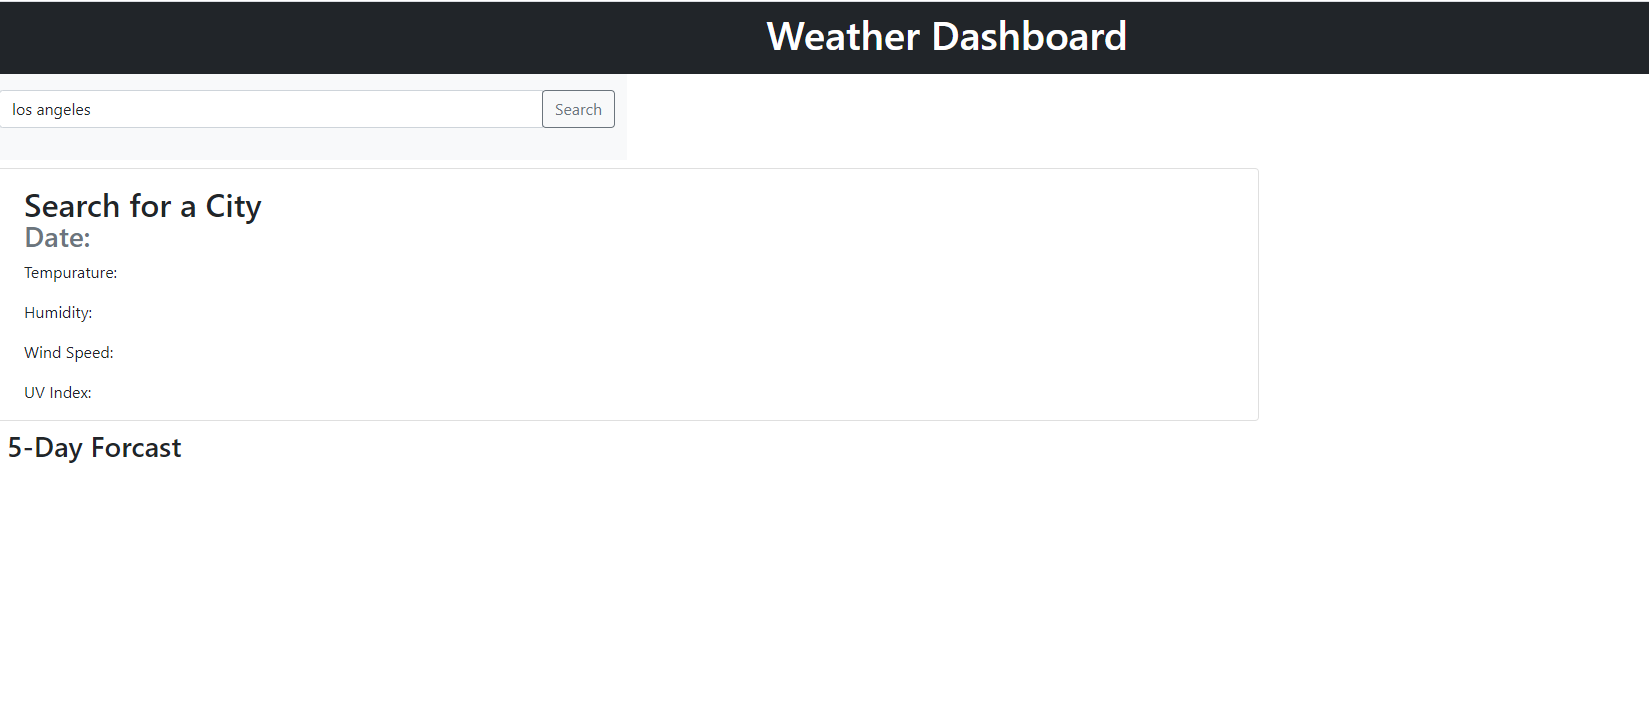 Weather Dashboard
los angeles
Search
Search for a City
Date:
Tempurature:
Humidity:
Wind Speed:
UV Index:
5-Day Forcast